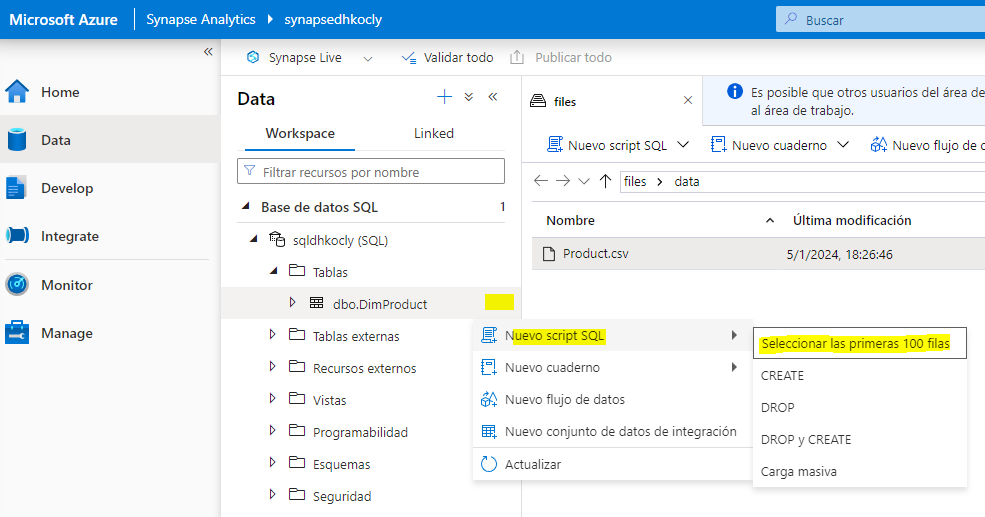 Microsoft Azure
Synapse Analytics
synapsedhkocly
Buscar
Home
Data
Develop
Integrate
Monitor
Manage
Synapse Live
Validar todo
Publicar todo
Data
Workspace
Linked
Filtrar recursos por nombre
Base de datos SQL 1
sqldhkocly (SQL)
Tablas
dbo.DimProduct
Tablas externas
Recursos externos
Vistas
Programabilidad
Esquemas
Seguridad
files
Es posible que otros usuarios del área de
al área de trabajo.
Nuevo script SQL
Nuevo cuaderno
Nuevo flujo de
files
data
Nombre
Última modificación
Product.csv
5/1/2024, 18:26:46
Nuevo script SQL
Nuevo cuaderno
Nuevo flujo de datos
Nuevo conjunto de datos de integración
Actualizar
Seleccionar las primeras 100 filas
CREATE
DROP
DROP y CREATE
Carga masiva